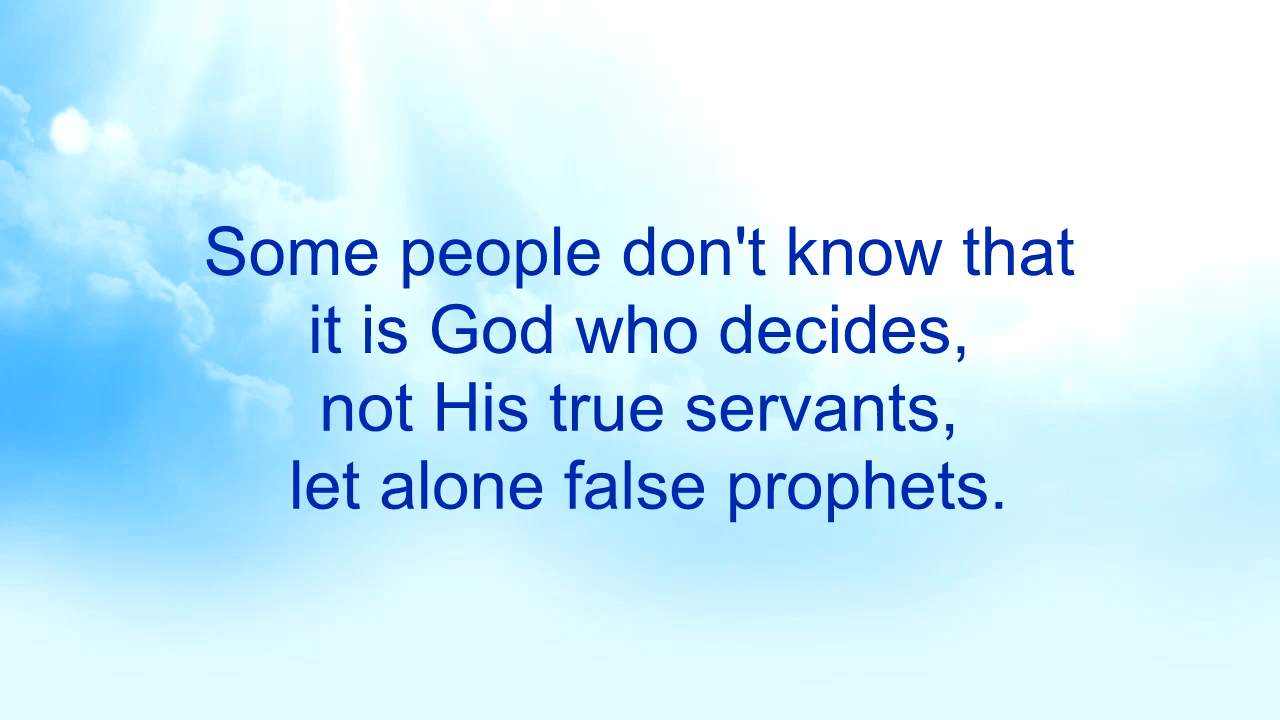 Some people don't know that
it is God who decides,
not His true servants,
let alone false prophets.